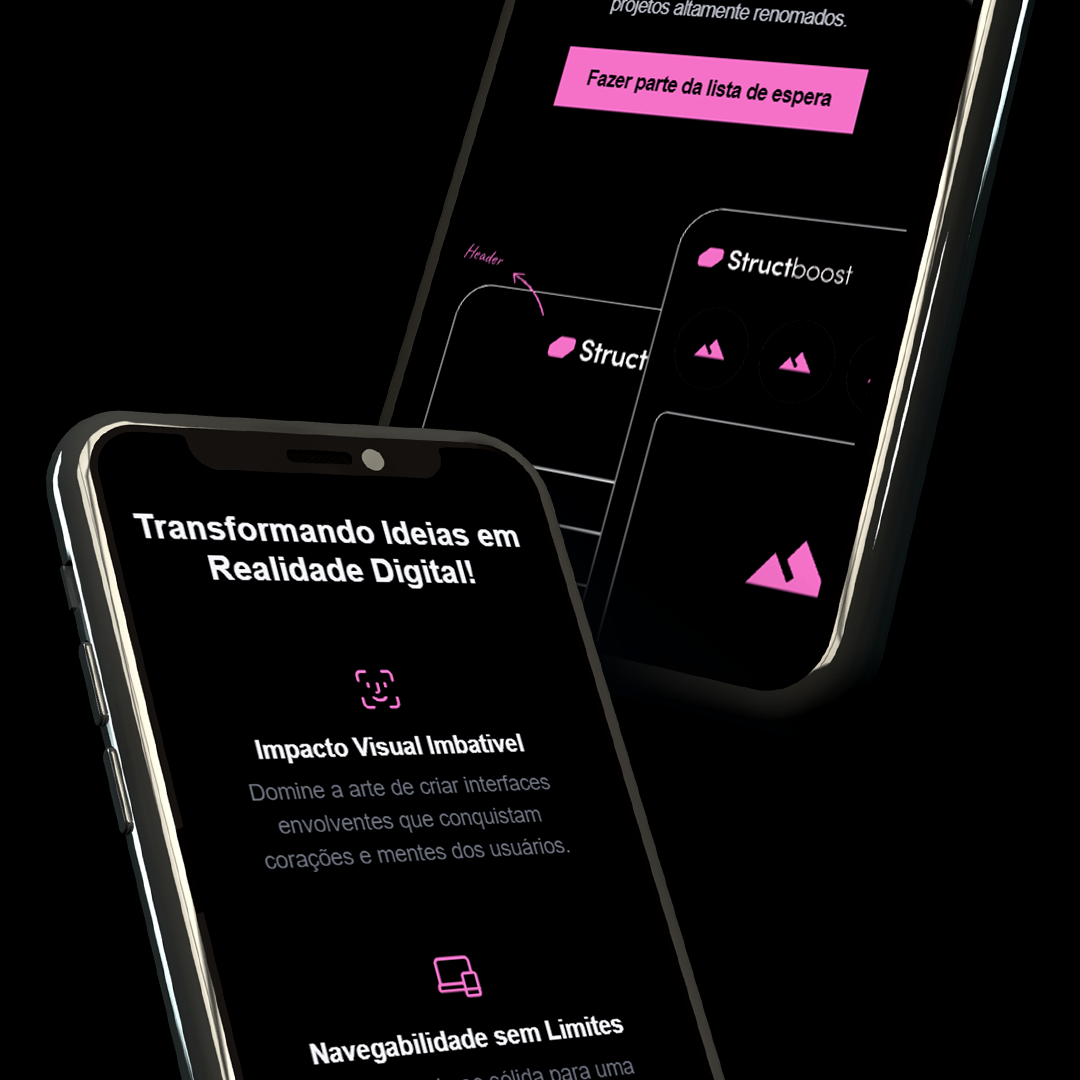 projetos altamente renomados.
Fazer parte da lista de espera
Header
Structboost
Struct
Transformando Ideias em
Realidade Digital!
Impacto Visual Imbativel
Domine a arte de criar interfaces
envolventes que conquistam
corações e mentes dos usuários.
Navegabilidade sem Limites
sólida para uma